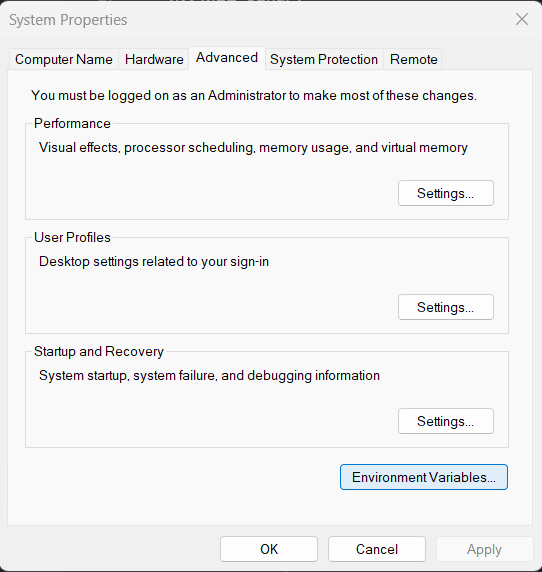 System Properties
Computer Name
Hardware
Advanced
System Protection
Remote
You must be logged on as an Administrator to make most of these changes.
Performance
Visual effects, processor scheduling, memory usage, and virtual memory
Settings...
User Profiles
Desktop settings related to your sign-in
Settings...
Startup and Recovery
System startup, system failure, and debugging information
Settings...
Environment Variables...
OK
Cancel
Apply